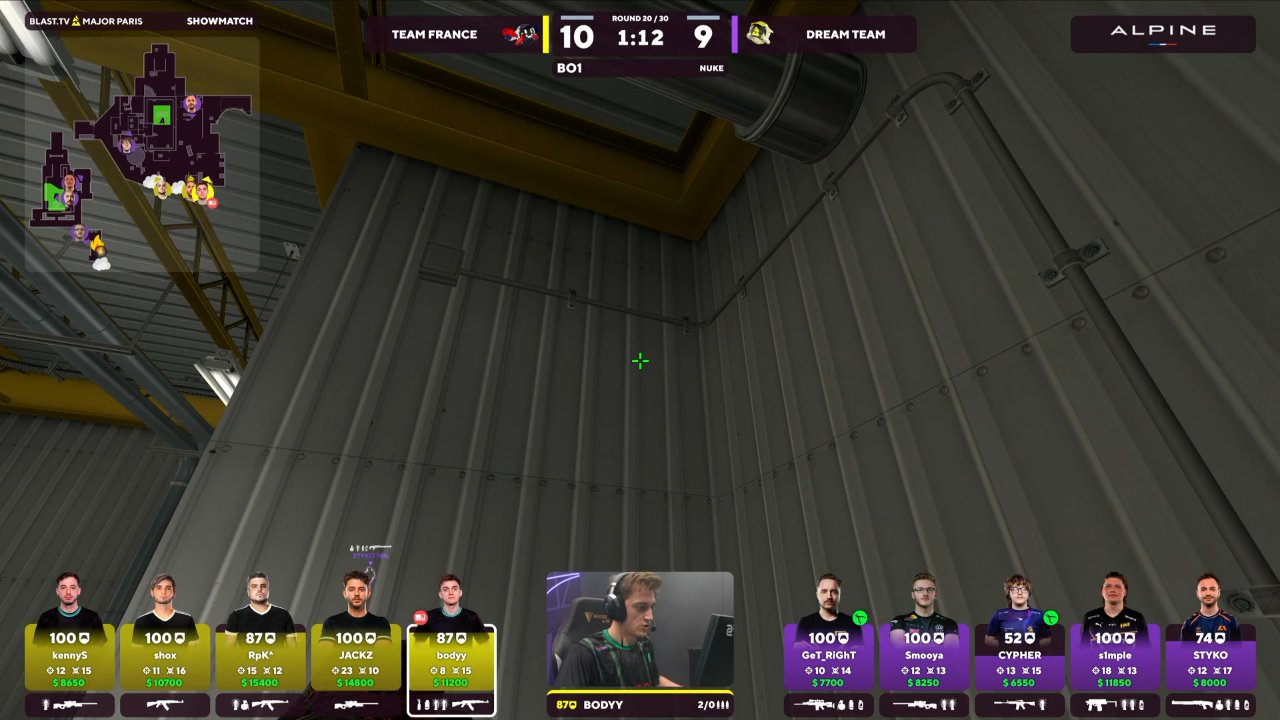 BLAST.TV MAJOR PARIS SHOWMATCH
TEAM FRANCE 10 ROUND 20 / 30 1:12 9 DREAM TEAM
BO1 NUKE
ALPINE
STYKO 74%
100 100 87 100 87
kennyS shox RpK^ JACKZ bodyy
12 15 11 16 15 12 23 10 8 15
$8650 $10700 $15400 $14800 $11200
87 BODYY 2/0
100 100 52 100 74
GeT_RiGhT Smooya CYPHER s1mple STYKO
10 14 12 13 13 15 18 13 12 17
$7700 $8250 $6550 $11850 $8000